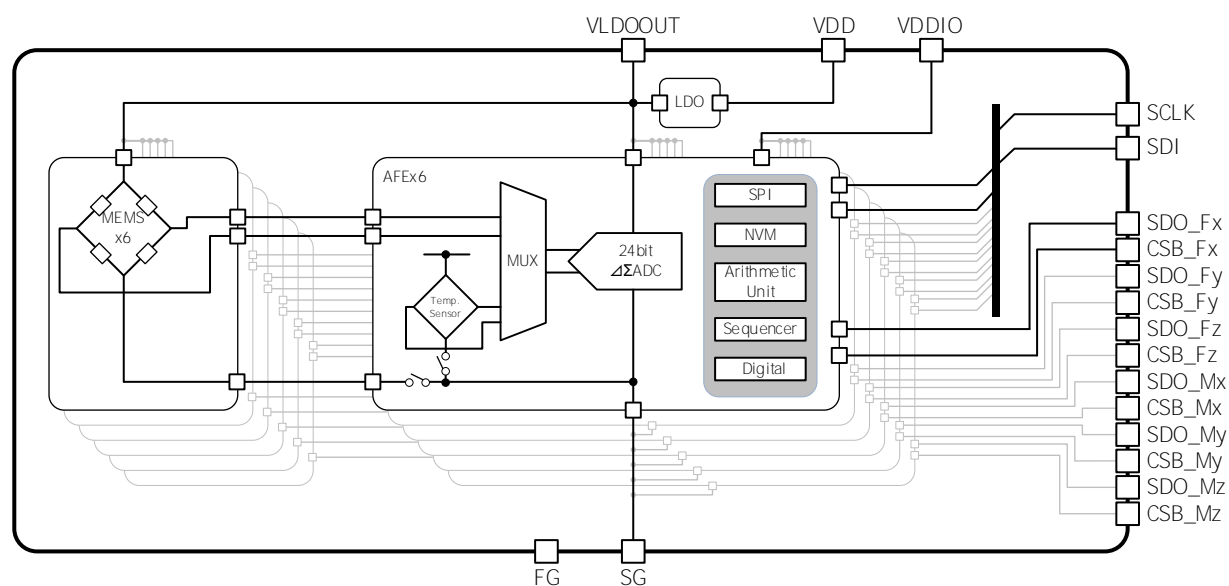 VLDOOUT
VDD
VDDIO
LDO
SCLK
SDI
AFEx6
MEMS
x6
Temp.
Sensor
MUX
24bit
⊿ΣADC
SPI
NVM
Arithmetic
Unit
Sequencer
Digital
SDO_Fx
CSB_Fx
SDO_Fy
CSB_Fy
SDO_Fz
CSB_Fz
SDO_Mx
CSB_Mx
SDO_My
CSB_My
SDO_Mz
CSB_Mz
FG
SG